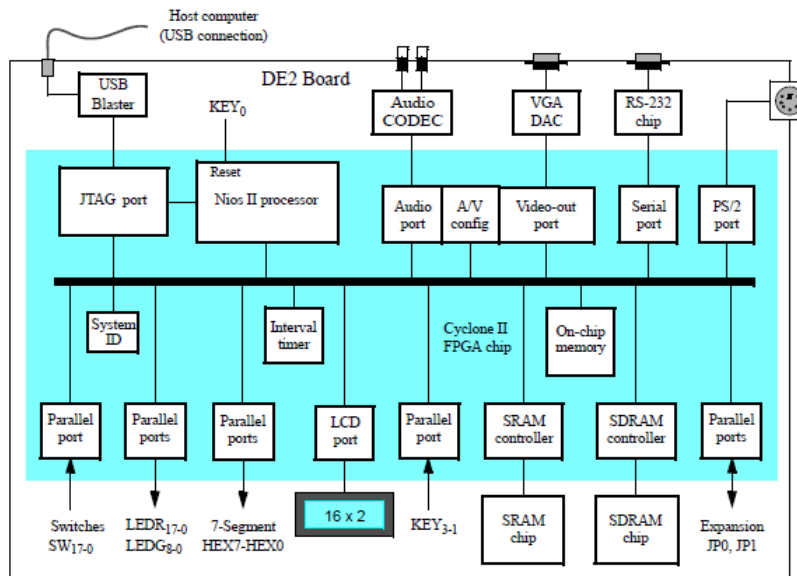 Host computer
(USB connection)
DE2 Board
USB
Blaster
KEY0
Audio
CODEC
VGA
DAC
RS-232
chip
JTAG port
Reset
Nios II processor
Audio
port
A/V
config
Video-out
port
Serial
port
PS/2
port
System
ID
Interval
timer
Cyclone II
FPGA chip
On-chip
memory
Parallel
port
Parallel
ports
Parallel
ports
LCD
port
Parallel
port
SRAM
controller
SDRAM
controller
Parallel
ports
Switches
SW17-0
LEDR17-0
LEDG8-0
7-Segment
HEX7-HEX0
16 x 2
KEY3-1
SRAM
chip
SDRAM
chip
Expansion
JP0, JP1